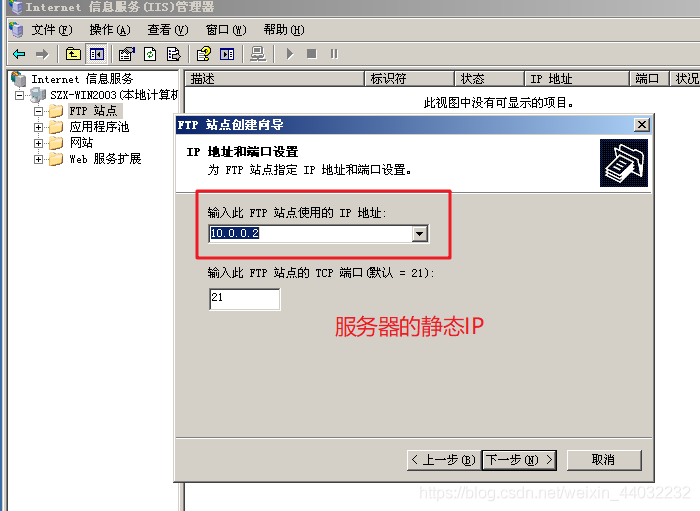 Internet 信息服务(IIS)管理器
文件(F) 操作(A) 查看(V) 窗口(W) 帮助(H)
Internet 信息服务
SZX-WIN2003(本地计算机
FTP 站点
应用程序池
网站
Web 服务扩展
描述 标识符 状态 IP 地址 端口 状况
此视图中没有可显示的项目。
FTP 站点创建向导
IP 地址和端口设置
为 FTP 站点指定 IP 地址和端口设置。
输入此 FTP 站点使用的 IP 地址:
10.0.0.2
输入此 FTP 站点的 TCP 端口(默认 = 21):
21
服务器的静态IP
< 上一步(B) 下一步(N) > 取消
https://blog.csdn.net/weixin_44032232